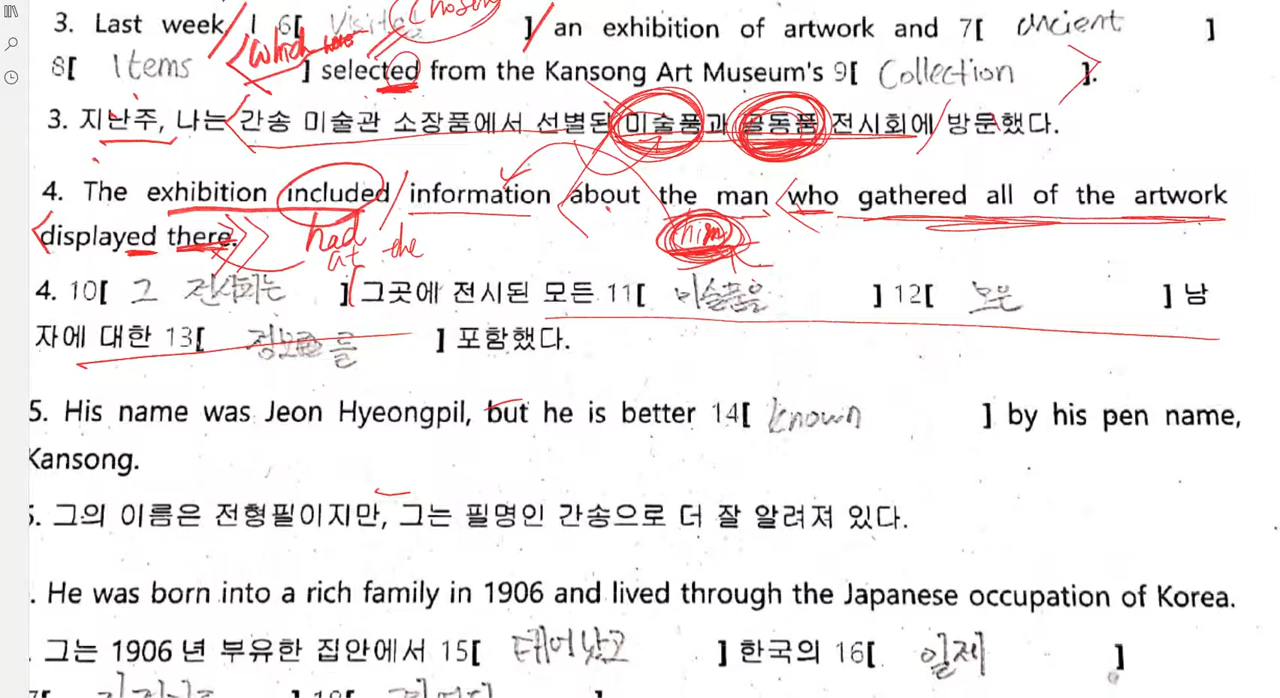 3. Last week/ I 6[ Visited ]/ an exhibition of artwork and 7[ ancient ]
8[ Items ] selected from the Kansong Art Museum's 9[ Collection ].
which
3. 지난주, 나는 간송 미술관 소장품에서 선별된 미술품과 골동품 전시회에/ 방문했다.
4. The exhibition included/ information about the man who gathered all of the artwork
displayed there.
had
at the
him
4. 10[ 그 전시회는 ] 그곳에 전시된 모든 11[ 미술품을 ] 12[ 모은 ] 남
자에 대한 13[ 정보를 ] 포함했다.
5. His name was Jeon Hyeongpil, but he is better 14[ known ] by his pen name,
Kansong.
5. 그의 이름은 전형필이지만, 그는 필명인 간송으로 더 잘 알려져 있다.
. He was born into a rich family in 1906 and lived through the Japanese occupation of Korea.
. 그는 1906년 부유한 집안에서 15[ 태어났고 ] 한국의 16[ 일제 ]